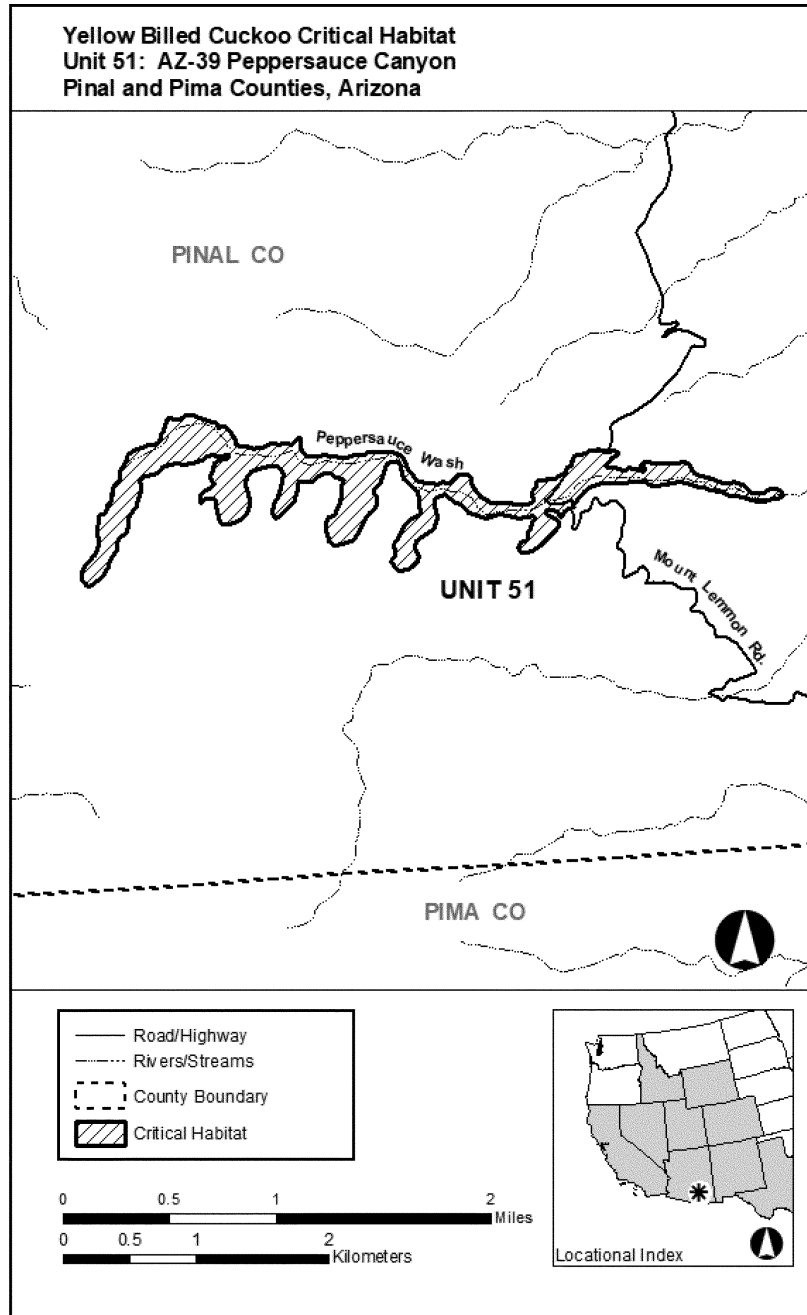 Yellow Billed Cuckoo Critical Habitat
Unit 51: AZ-39 Peppersauce Canyon
Pinal and Pima Counties, Arizona
PINAL CO
Peppersauce Wash
UNIT 51
Mount Lemmon Rd.
PIMA CO
Road/Highway
Rivers/Streams
County Boundary
Critical Habitat
0 0.5 1 2
Miles
0 0.5 1 2
Kilometers
Locational Index